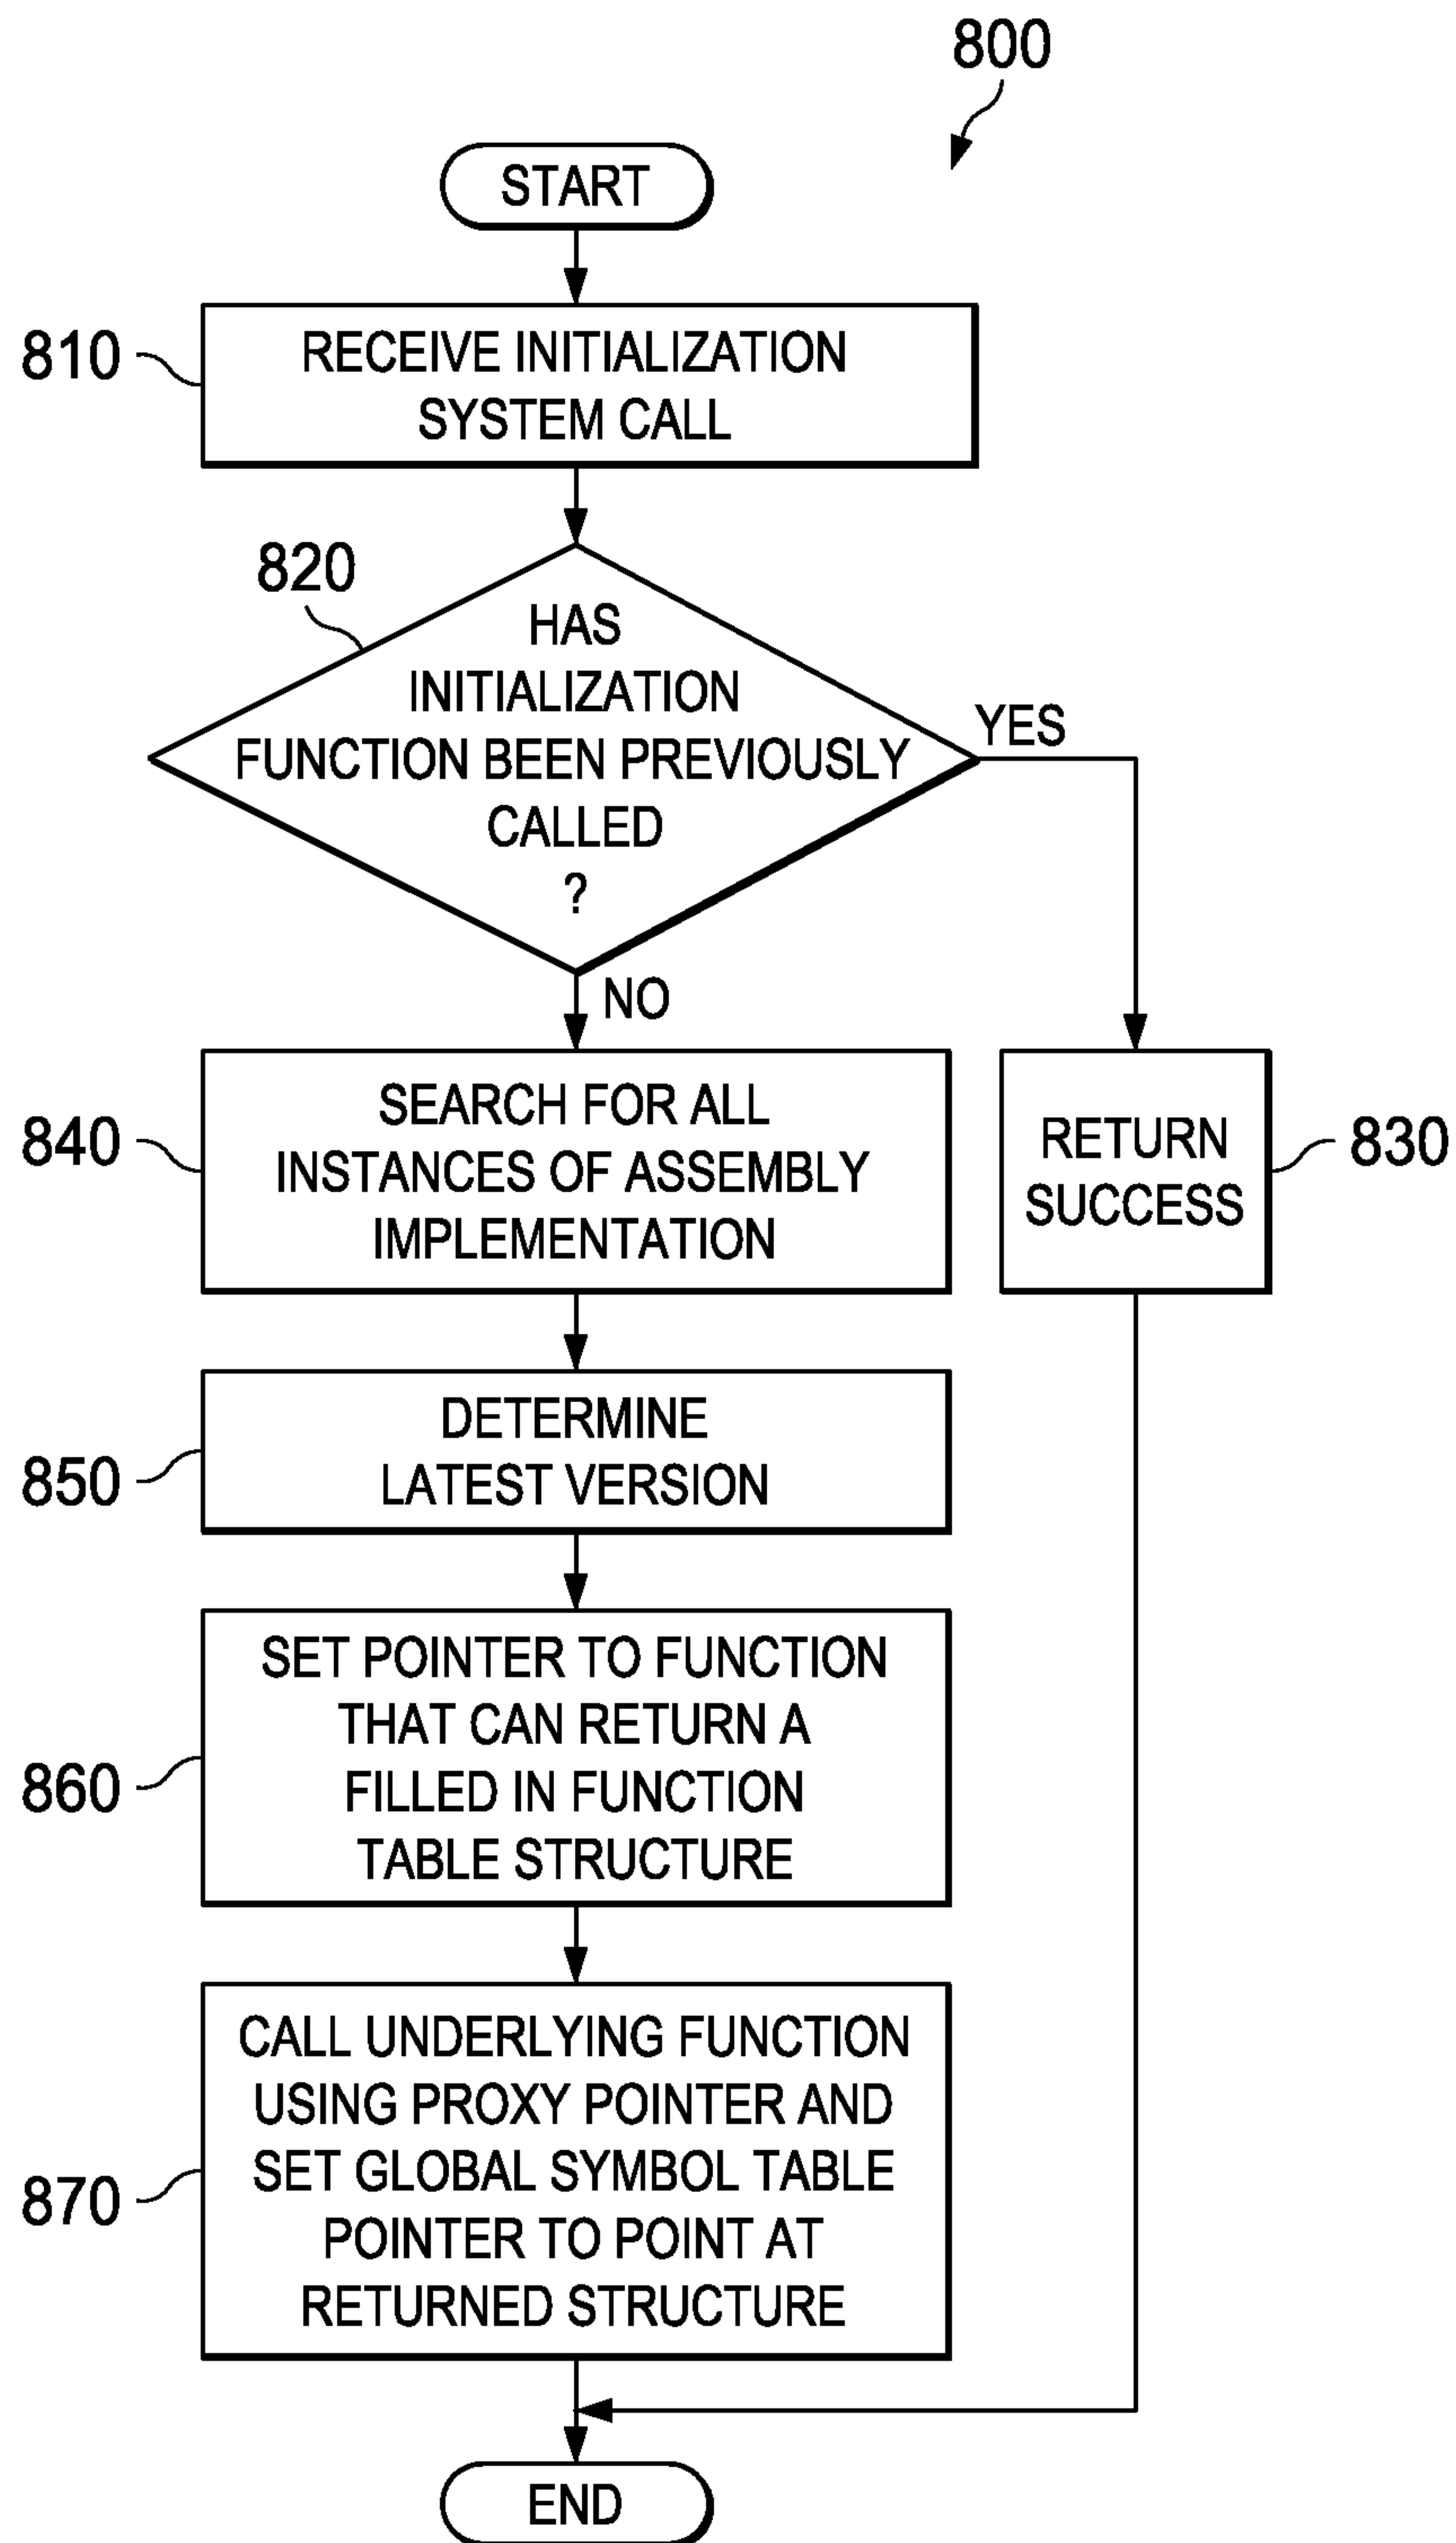 800
START
810
RECEIVE INITIALIZATION
SYSTEM CALL
820
HAS
INITIALIZATION
FUNCTION BEEN PREVIOUSLY
CALLED
?
YES
NO
840
SEARCH FOR ALL
INSTANCES OF ASSEMBLY
IMPLEMENTATION
RETURN
SUCCESS
830
850
DETERMINE
LATEST VERSION
860
SET POINTER TO FUNCTION
THAT CAN RETURN A
FILLED IN FUNCTION
TABLE STRUCTURE
870
CALL UNDERLYING FUNCTION
USING PROXY POINTER AND
SET GLOBAL SYMBOL TABLE
POINTER TO POINT AT
RETURNED STRUCTURE
END